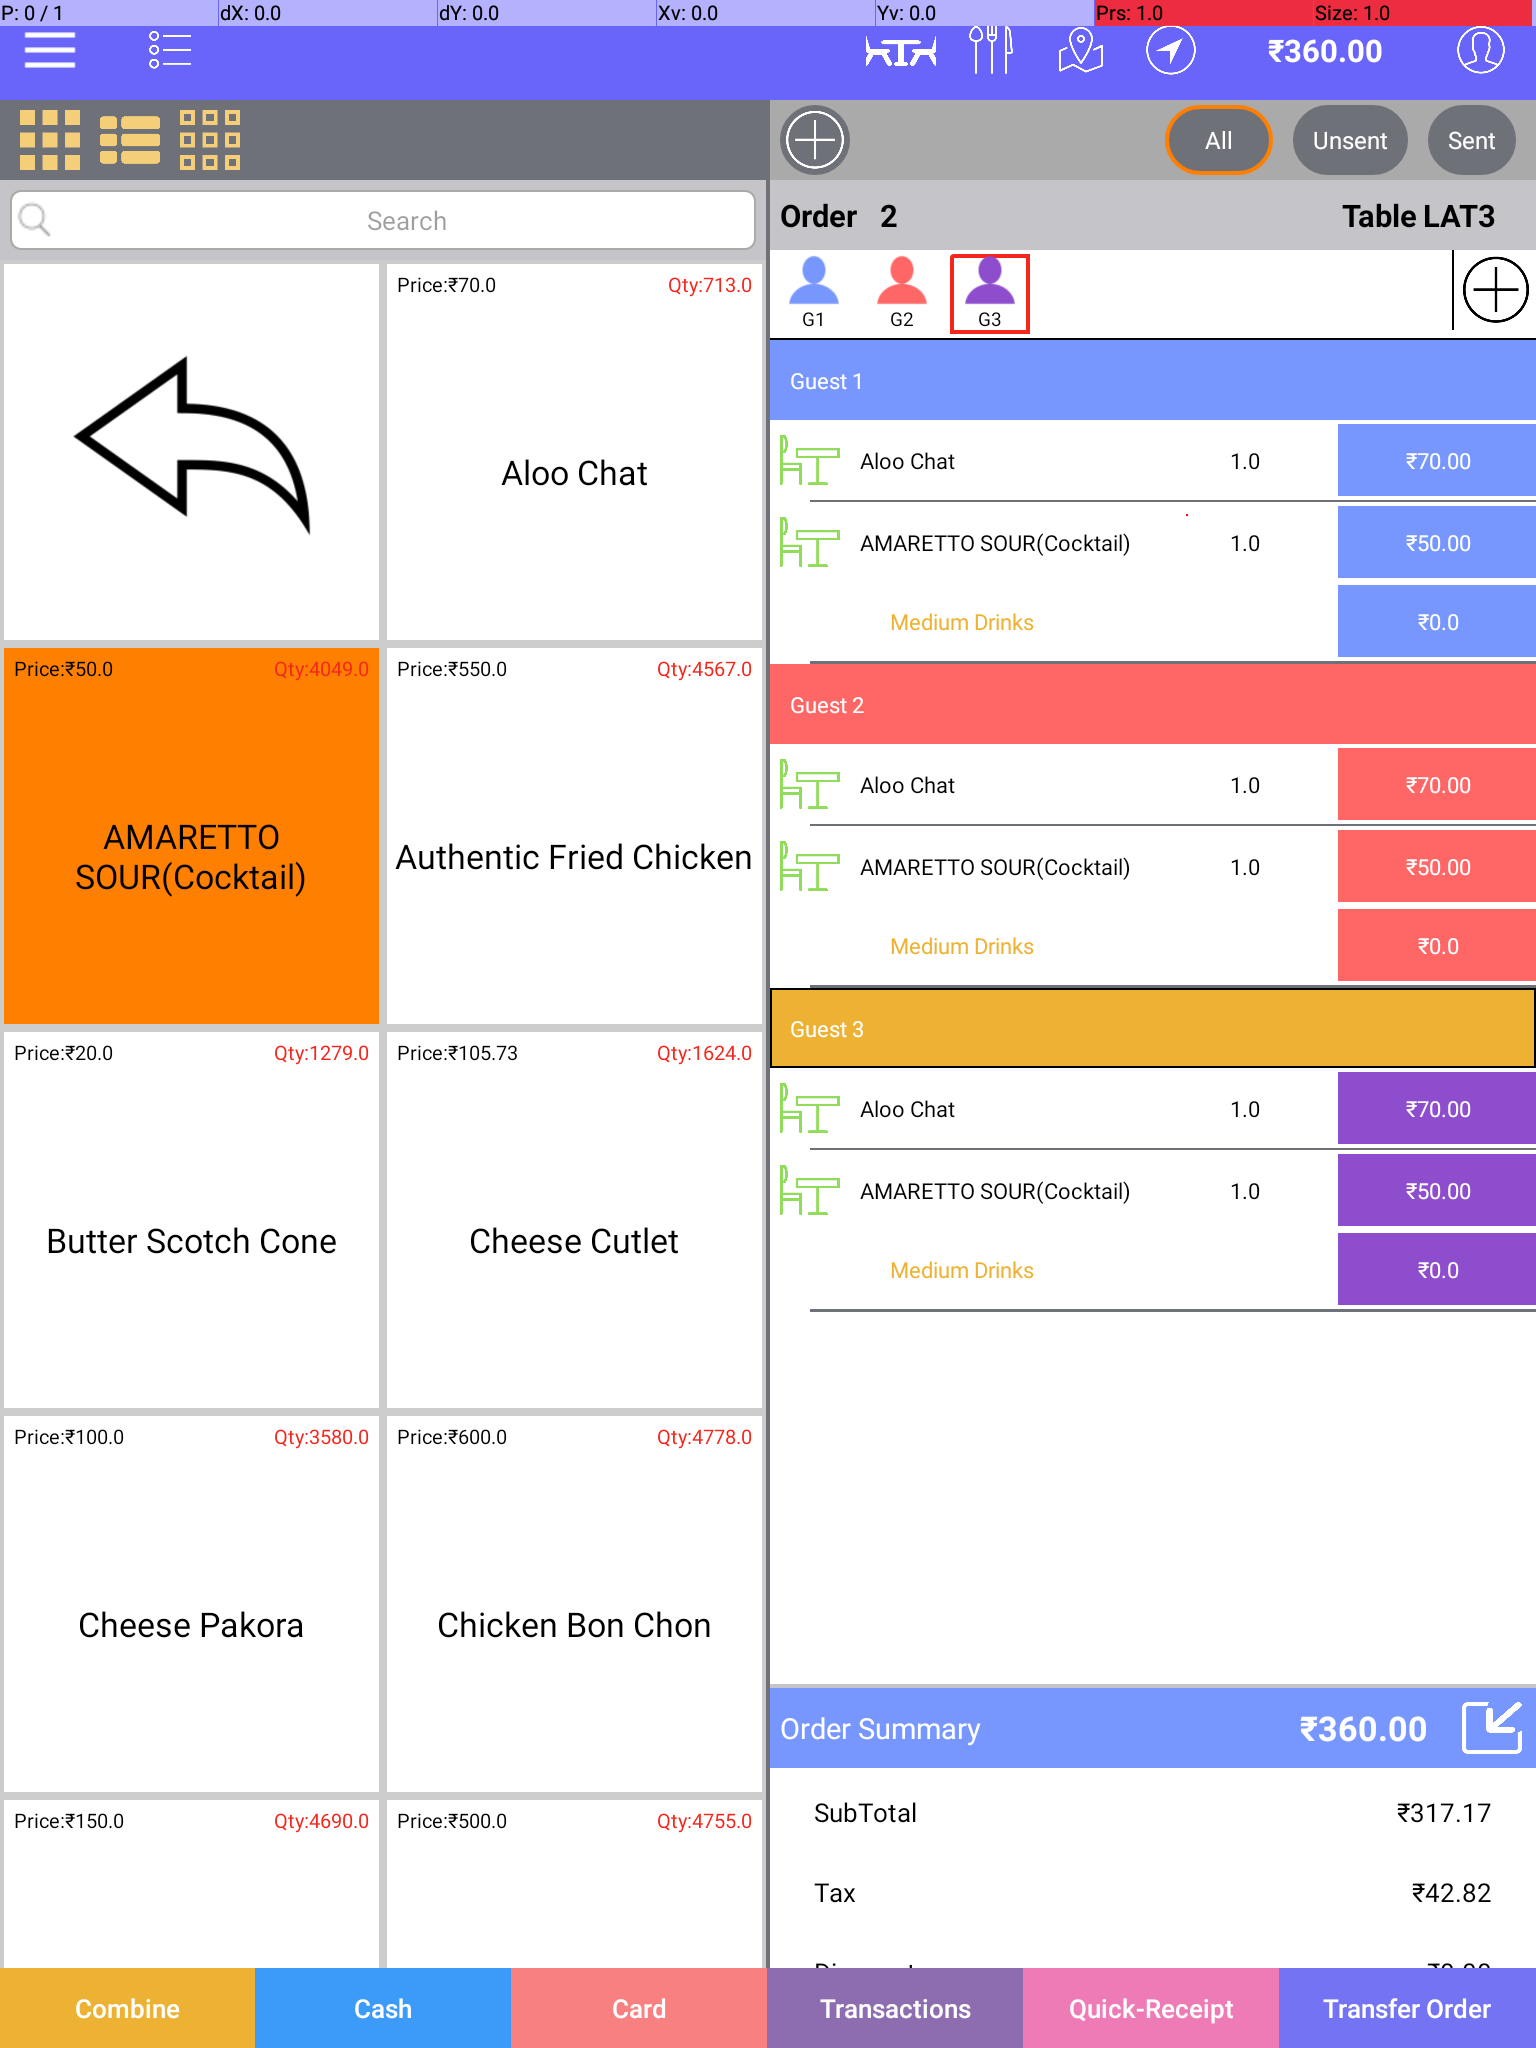 P: 0 / 1 dX: 0.0 dY: 0.0 Xv: 0.0 Yv: 0.0 Prs: 1.0 Size: 1.0
₹360.00
All Unsent Sent
Search
Order 2 Table LAT3
G1 G2 G3
Price:₹70.0 Qty:713.0
Aloo Chat
Price:₹50.0 Qty:4049.0
AMARETTO
SOUR(Cocktail)
Price:₹550.0 Qty:4567.0
Authentic Fried Chicken
Price:₹20.0 Qty:1279.0
Butter Scotch Cone
Price:₹105.73 Qty:1624.0
Cheese Cutlet
Price:₹100.0 Qty:3580.0
Cheese Pakora
Price:₹600.0 Qty:4778.0
Chicken Bon Chon
Price:₹150.0 Qty:4690.0
Price:₹500.0 Qty:4755.0
Guest 1
Aloo Chat 1.0 ₹70.00
AMARETTO SOUR(Cocktail) 1.0 ₹50.00
Medium Drinks ₹0.0
Guest 2
Aloo Chat 1.0 ₹70.00
AMARETTO SOUR(Cocktail) 1.0 ₹50.00
Medium Drinks ₹0.0
Guest 3
Aloo Chat 1.0 ₹70.00
AMARETTO SOUR(Cocktail) 1.0 ₹50.00
Medium Drinks ₹0.0
Order Summary ₹360.00
SubTotal ₹317.17
Tax ₹42.82
Combine Cash Card Transactions Quick-Receipt Transfer Order